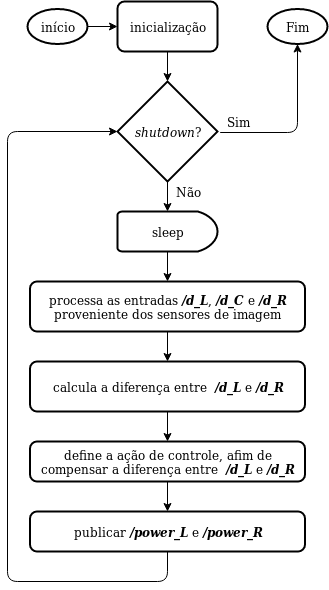 início
inicialização
Fim
shutdown?
Sim
Não
sleep
processa as entradas /d_L, /d_C e /d_R
proveniente dos sensores de imagem
calcula a diferença entre /d_L e /d_R
define a ação de controle, afim de
compensar a diferença entre /d_L e /d_R
publicar /power_L e /power_R